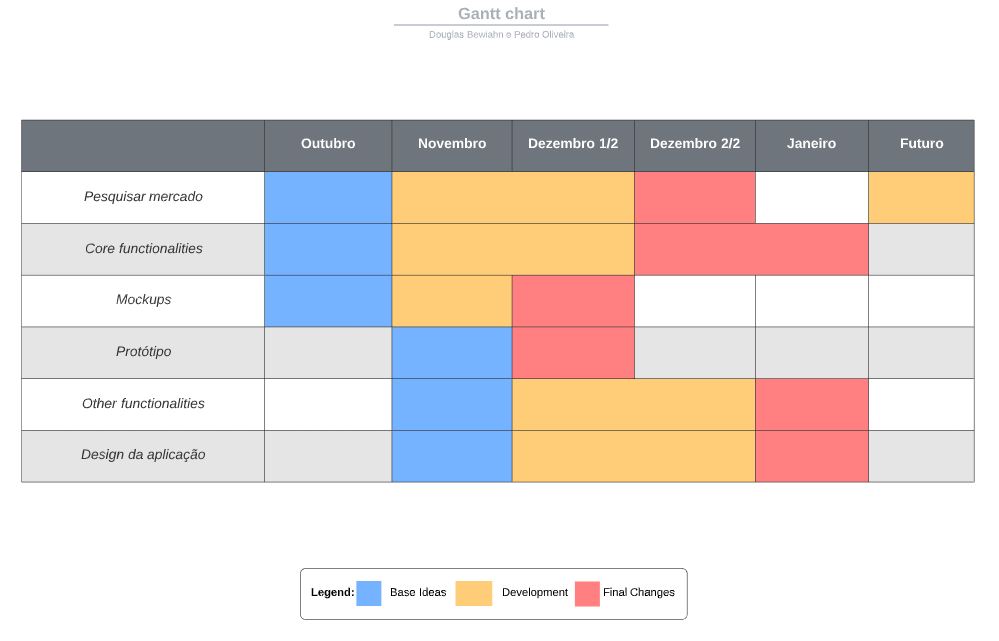 Gantt chart
Douglas Bewiahn e Pedro Oliveira
Outubro Novembro Dezembro 1/2 Dezembro 2/2 Janeiro Futuro
Pesquisar mercado
Core functionalities
Mockups
Protótipo
Other functionalities
Design da aplicação
Legend: Base Ideas Development Final Changes